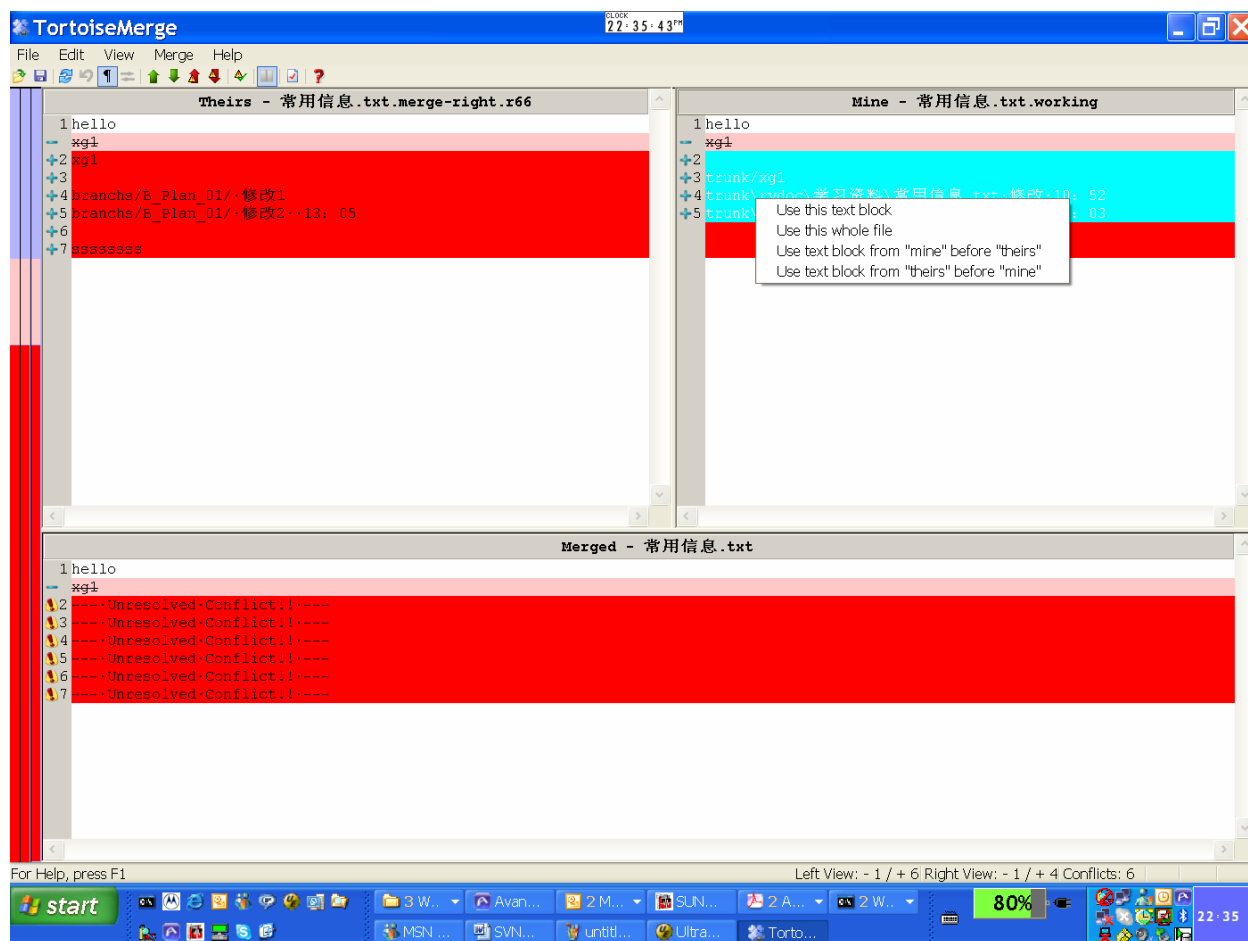 TortoiseMerge
CLOCK
22:35:43PM
File Edit View Merge Help
Theirs - 常用信息.txt.merge-right.r66
1 hello
xg1
2 xg1
3
4 branchs/B_Plan_01/·修改1
5 branchs/B_Plan_01/·修改2··13: 05
6
7 ssssssss
Mine - 常用信息.txt.working
1 hello
xg1
2
3 trunk/xg1
4 trunk\rydoc\学习资料\常用信息.txt·修改·10: 52
5 trunk\ : 03
Use this text block
Use this whole file
Use text block from "mine" before "theirs"
Use text block from "theirs" before "mine"
Merged - 常用信息.txt
1 hello
xg1
2 ---·Unresolved·Conflict!!·---
3 ---·Unresolved·Conflict!!·---
4 ---·Unresolved·Conflict!!·---
5 ---·Unresolved·Conflict!!·---
6 ---·Unresolved·Conflict!!·---
7 ---·Unresolved·Conflict!!·---
For Help, press F1
Left View: - 1 / + 6 Right View: - 1 / + 4 Conflicts: 6
start
3 W... Avan... 2 M... SUN... 2 A... 2 W...
80%
22:35
MSN ... SVN... untitl... Ultra... Torto...